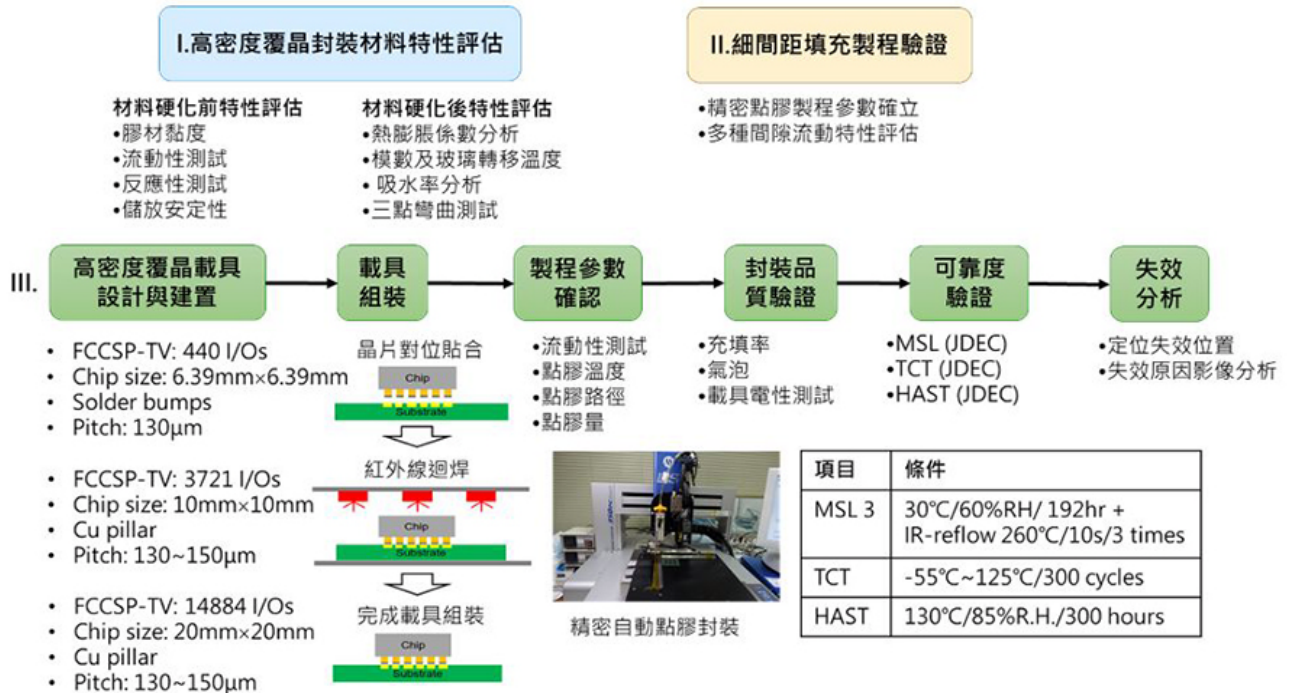 I.高密度覆晶封裝材料特性評估
II.細間距填充製程驗證
材料硬化前特性評估
•膠材黏度
•流動性測試
•反應性測試
•儲放安定性
材料硬化後特性評估
•熱膨脹係數分析
•模數及玻璃轉移溫度
•吸水率分析
•三點彎曲測試
•精密點膠製程參數確立
•多種間隙流動特性評估
III.
高密度覆晶載具
設計與建置
載具
組裝
製程參數
確認
封裝品
質驗證
可靠度
驗證
失效
分析
• FCCSP-TV: 440 I/Os
• Chip size: 6.39mm×6.39mm
• Solder bumps
• Pitch: 130μm
• FCCSP-TV: 3721 I/Os
• Chip size: 10mm×10mm
• Cu pillar
• Pitch: 130~150μm
• FCCSP-TV: 14884 I/Os
• Chip size: 20mm×20mm
• Cu pillar
• Pitch: 130~150μm
晶片對位貼合
Chip
Substrate
紅外線迴焊
Chip
Substrate
完成載具組裝
Chip
Substrate
•流動性測試
•點膠溫度
•點膠路徑
•點膠量
•充填率
•氣泡
•載具電性測試
•MSL (JDEC)
•TCT (JDEC)
•HAST (JDEC)
•定位失效位置
•失效原因影像分析
精密自動點膠封裝
項目 條件
MSL 3 30℃/60%RH/ 192hr +
IR-reflow 260℃/10s/3 times
TCT -55℃~125℃/300 cycles
HAST 130℃/85%R.H./300 hours